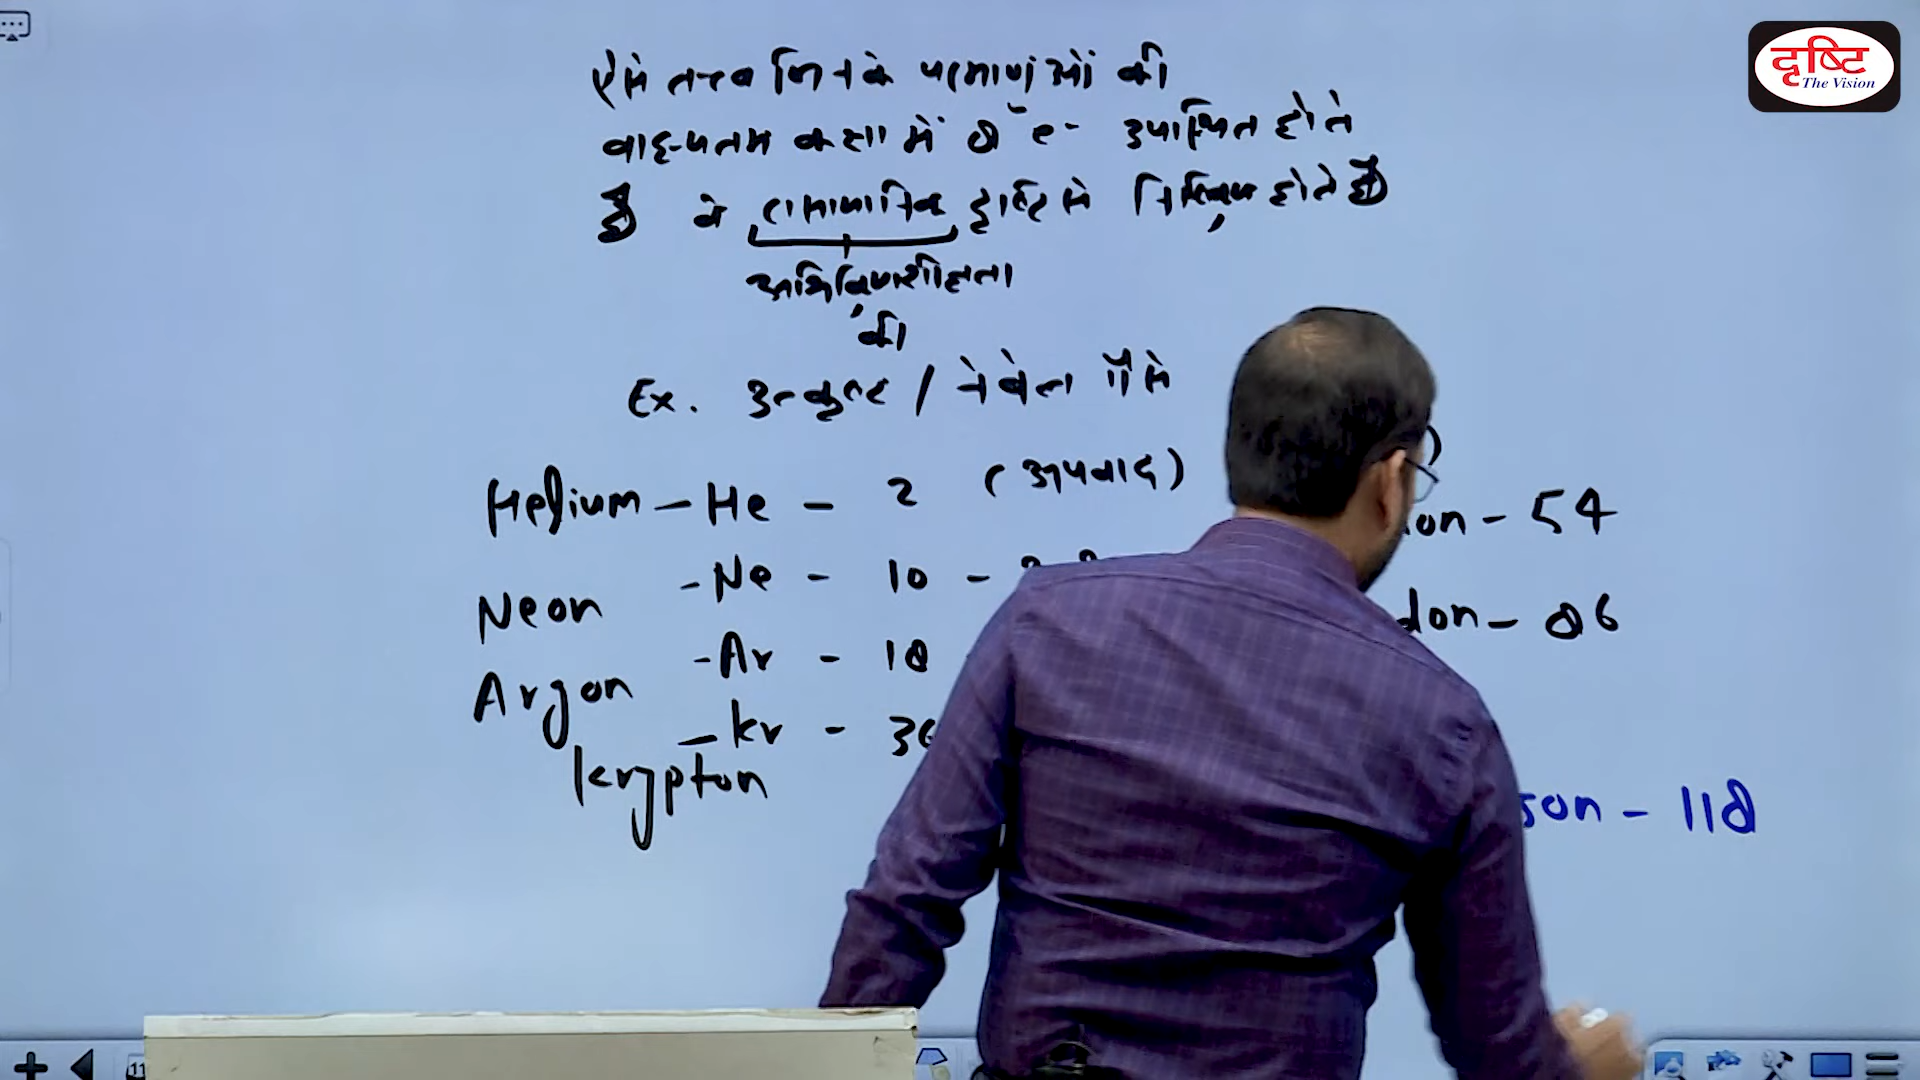 दृष्टि
The Vision
ऐसे तत्व जिनके परमाणुओं की
बाह्यतम कक्षा में 8 e⁻ उपस्थित होते
हैं वे रासायनिक दृष्टि से निष्क्रिय होते हैं
अभिक्रियाशीलता
की
Ex. उत्कृष्ट / नोबेल गैसे
Helium - He - 2 (अपवाद)
Neon - Ne - 10 -
Argon - Ar - 18
krypton - kr - 36
on - 54
don - 86
son - 118